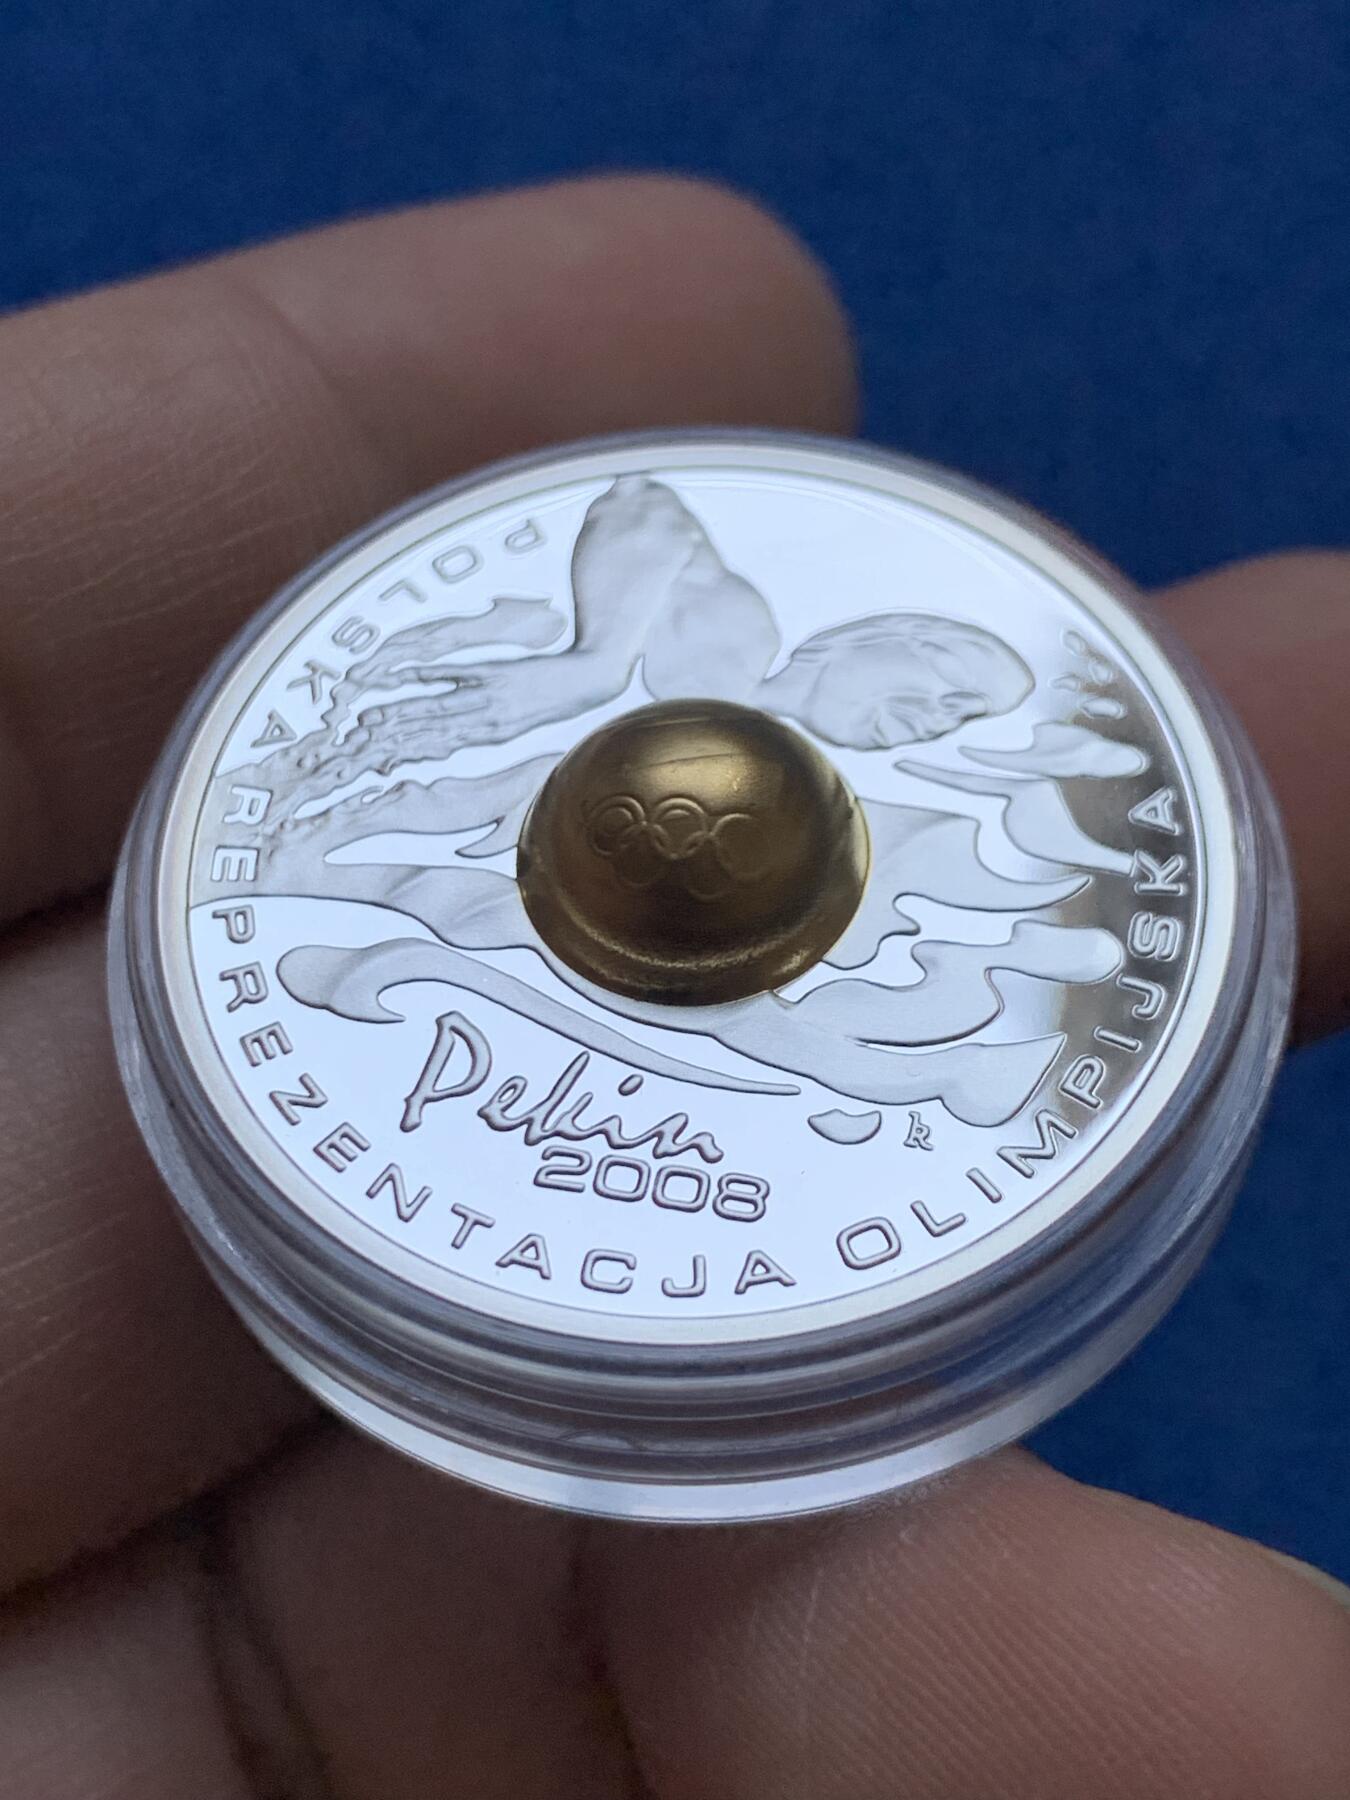 POLSKA REPREZENTACJA OLIMPIJSKA
Pekin
2008